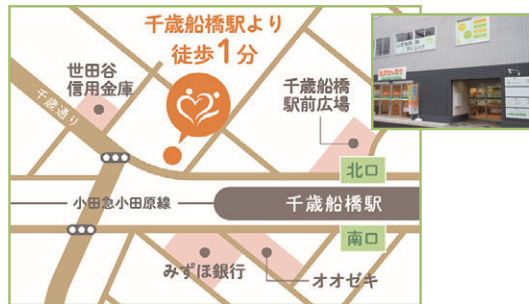 千歳船橋駅より
徒歩1分
世田谷
信用金庫
千歳通り
千歳船橋
駅前広場
北口
小田急小田原線
千歳船橋駅
南口
みずほ銀行
オオゼキ